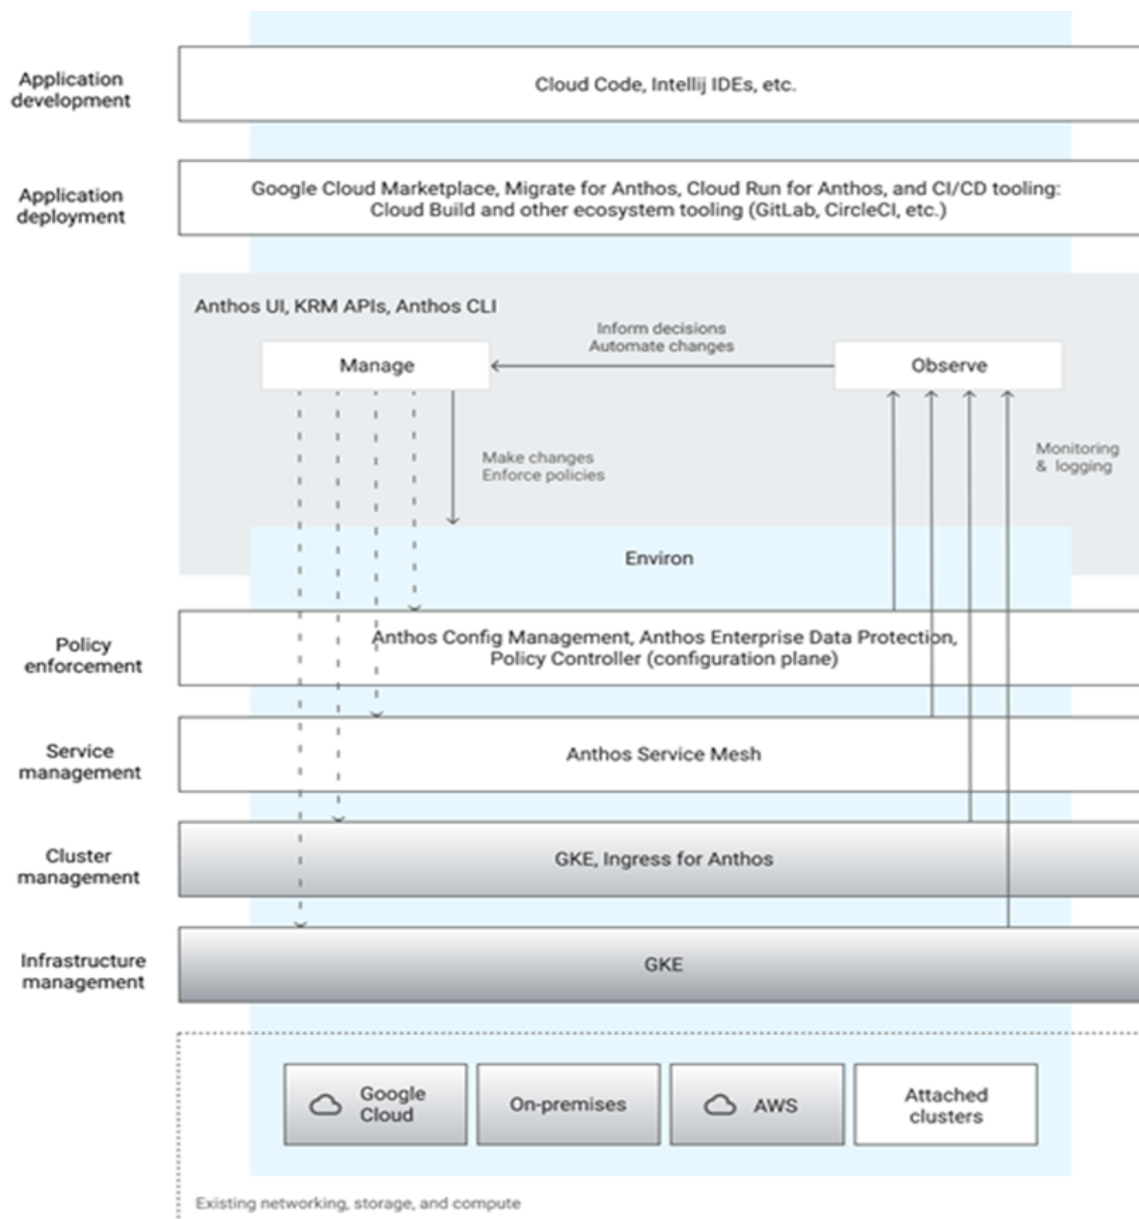 Application
development
Cloud Code, Intellij IDEs, etc.
Application
deployment
Google Cloud Marketplace, Migrate for Anthos, Cloud Run for Anthos, and CI/CD tooling:
Cloud Build and other ecosystem tooling (GitLab, CircleCI, etc.)
Anthos UI, KRM APIs, Anthos CLI
Inform decisions
Automate changes
Manage
Observe
Make changes
Enforce policies
Monitoring
& logging
Environ
Policy
enforcement
Anthos Config Management, Anthos Enterprise Data Protection,
Policy Controller (configuration plane)
Service
management
Anthos Service Mesh
Cluster
management
GKE, Ingress for Anthos
Infrastructure
management
GKE
Google
Cloud
On-premises
AWS
Attached
clusters
Existing networking, storage, and compute